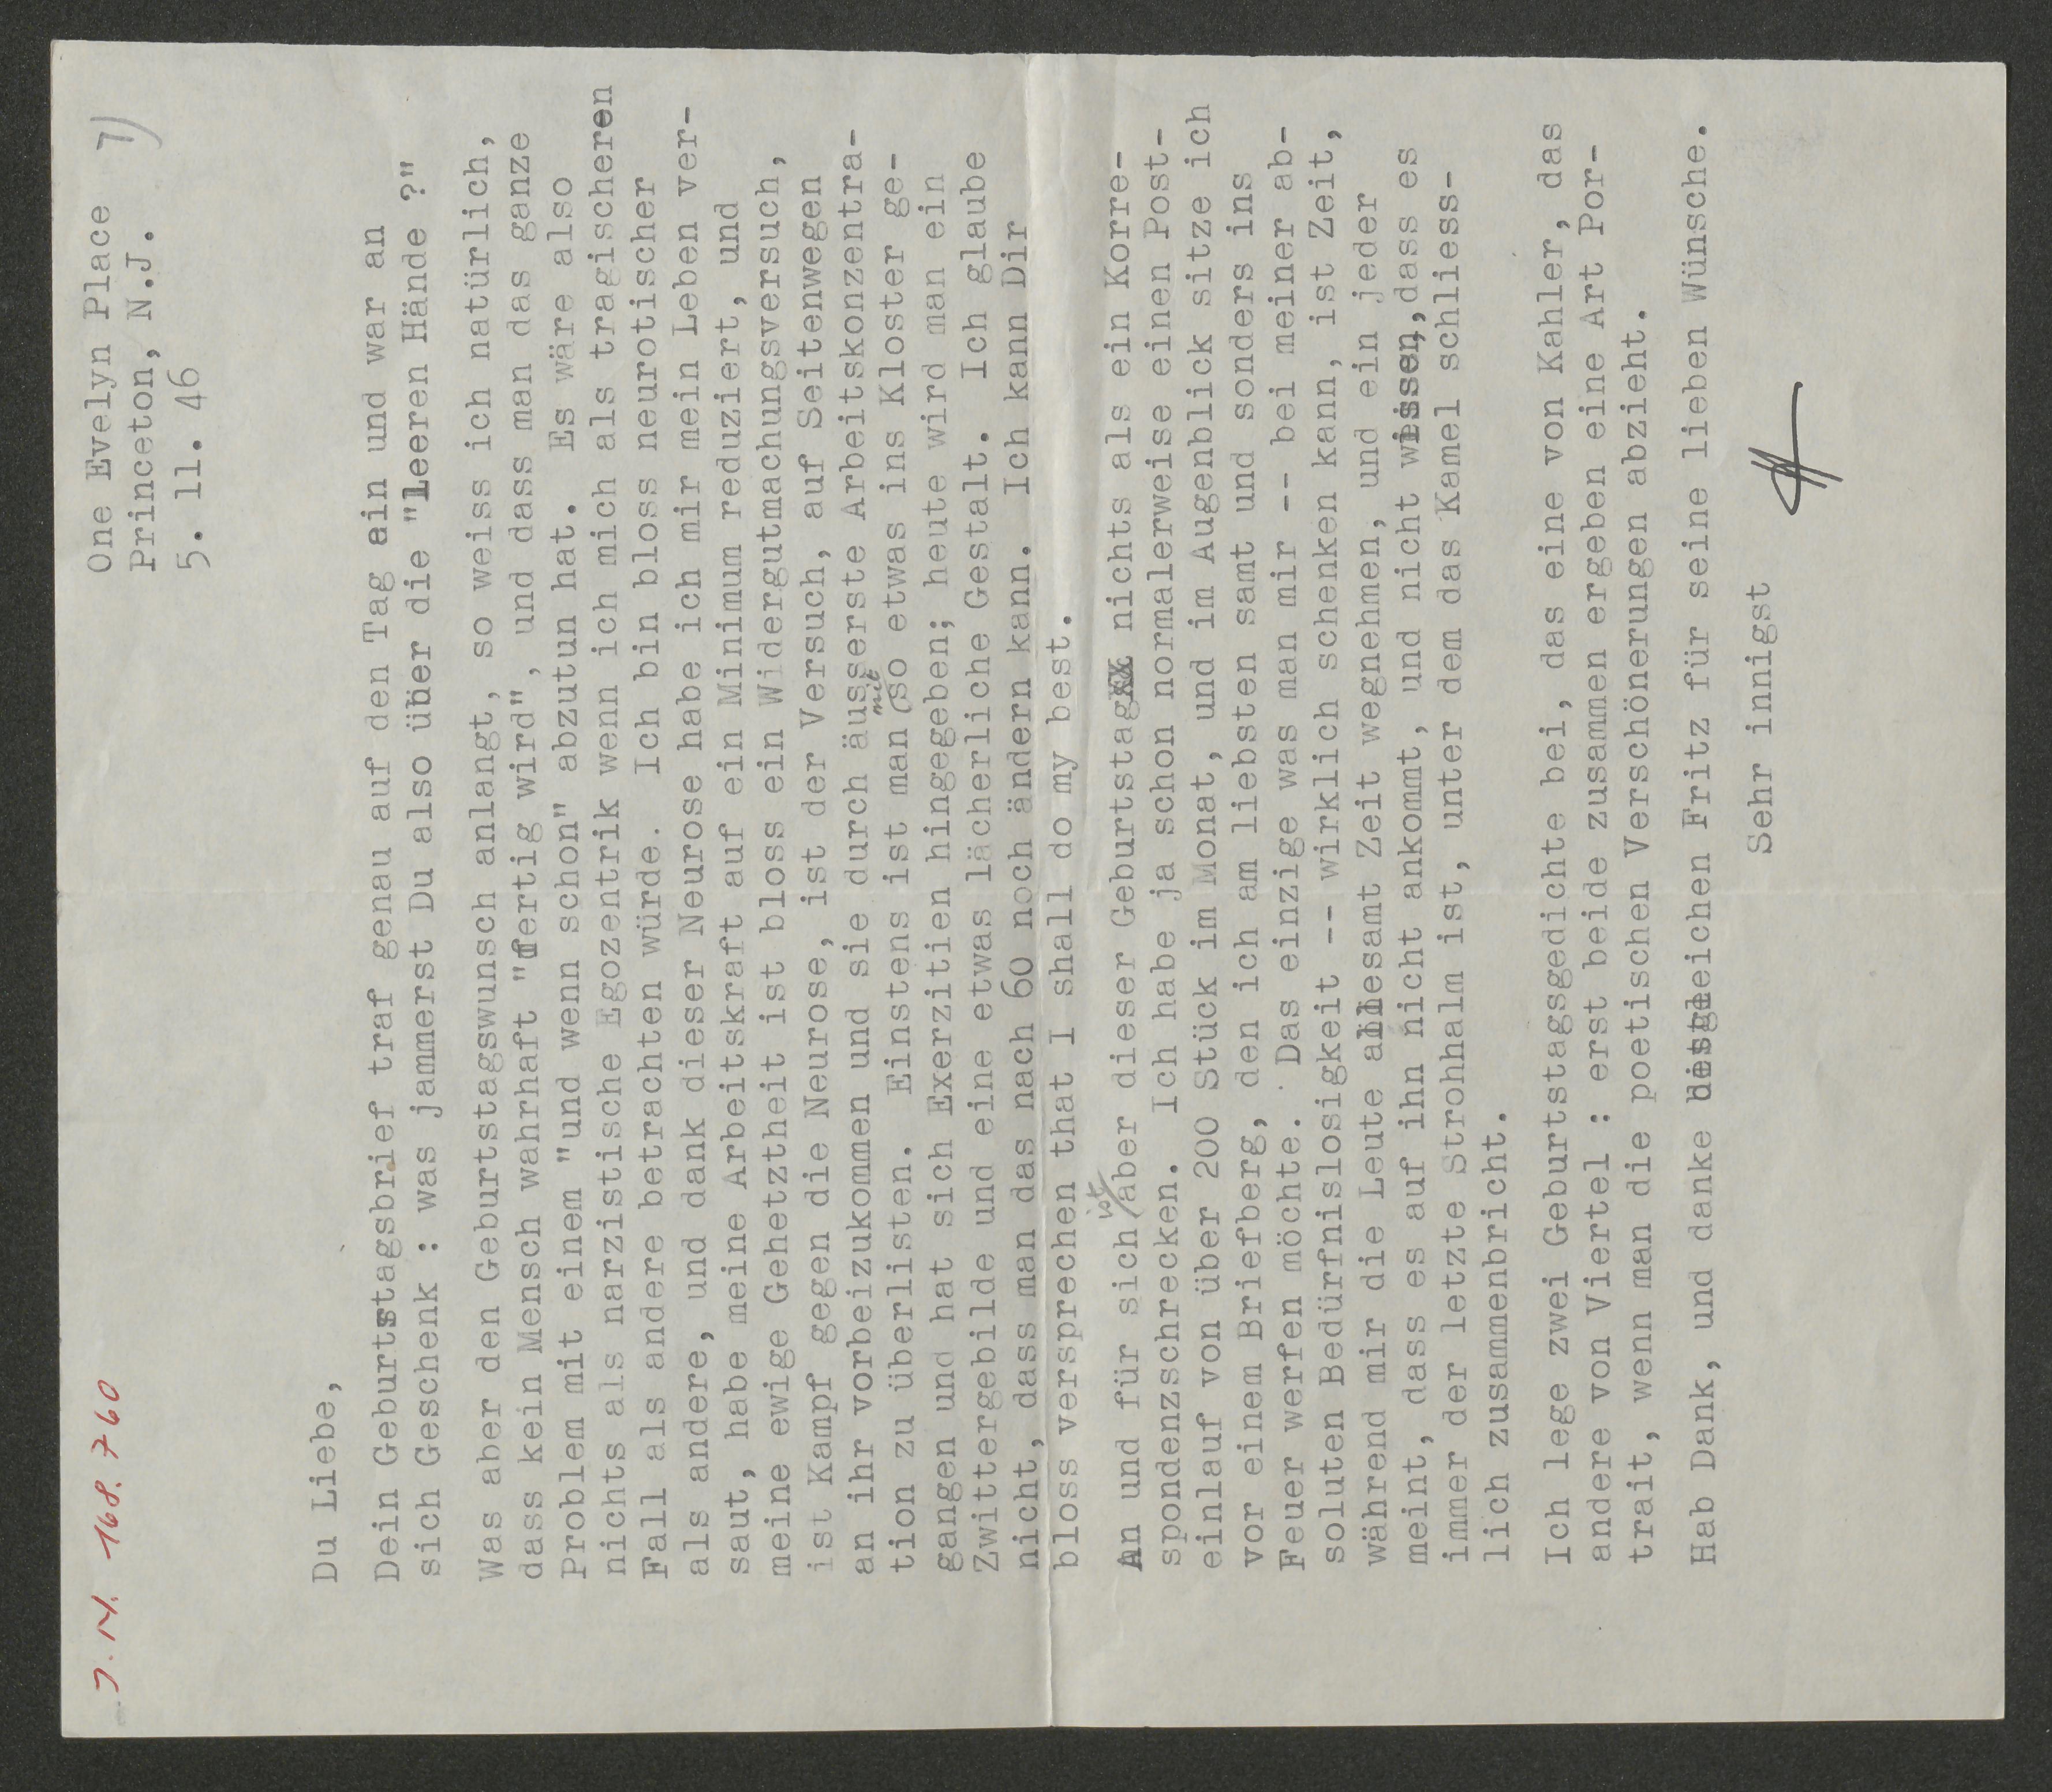 J.N. 168.760
One Evelyn Place 7)
Princeton, N.J.
5. 11. 46
Du Liebe,
Dein Geburtstagsbrief traf genau auf den Tag ein und war an
sich Geschenk : was jammerst Du also über die "Leeren Hände ?"
Was aber den Geburtstagswunsch anlangt, so weiss ich natürlich,
dass kein Mensch wahrhaft "fertig wird", und dass man das ganze
Problem mit einem "und wenn schon" abzutun hat. Es wäre also
nichts als narzistische Egozentrik wenn ich mich als tragischeren
Fall als andere betrachten würde. Ich bin bloss neurotischer
als andere, und dank dieser Neurose habe ich mir mein Leben ver-
saut, habe meine Arbeitskraft auf ein Minimum reduziert, und
meine ewige Gehetztheit ist bloss ein Widergutmachungsversuch,
ist Kampf gegen die Neurose, ist der Versuch, auf Seitenwegen
an ihr vorbeizukommen und sie durch äusserste Arbeitskonzentra-
tion zu überlisten. Einstens ist man mit so etwas ins Kloster ge-
gangen und hat sich Exerzitien hingegeben; heute wird man ein
Zwittergebilde und eine etwas lächerliche Gestalt. Ich glaube
nicht, dass man das nach 60 noch ändern kann. Ich kann Dir
bloss versprechen that I shall do my best.
An und für sich ist aber dieser Geburtstag nichts als ein Korre-
spondenzschrecken. Ich habe ja schon normalerweise einen Post-
einlauf von über 200 Stück im Monat, und im Augenblick sitze ich
vor einem Briefberg, den ich am liebsten samt und sonders ins
Feuer werfen möchte. Das einzige was man mir -- bei meiner ab-
soluten Bedürfnislosigkeit -- wirklich schenken kann, ist Zeit,
während mir die Leute allesamt Zeit wegnehmen, und ein jeder
meint, dass es auf ihn nicht ankommt, und nicht wissen, dass es
immer der letzte Strohhalm ist, unter dem das Kamel schliess-
lich zusammenbricht.
Ich lege zwei Geburtstagsgedichte bei, das eine von Kahler, das
andere von Viertel : erst beide zusammen ergeben eine Art Por-
trait, wenn man die poetischen Verschönerungen abzieht.
Hab Dank, und danke desgleichen Fritz für seine lieben Wünsche.
Sehr innigst
H